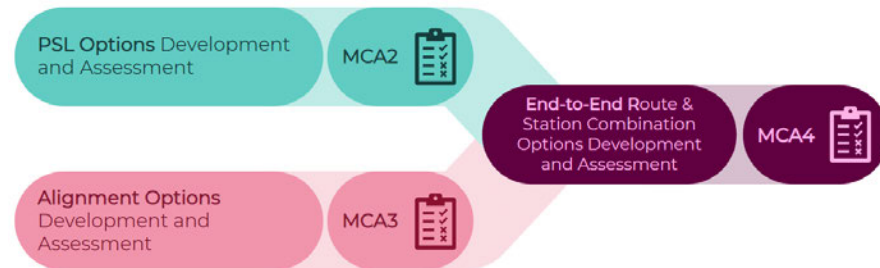 PSL Options Development
and Assessment
MCA2
End-to-End Route &
Station Combination
Options Development
and Assessment
MCA4
Alignment Options
Development and
Assessment
MCA3